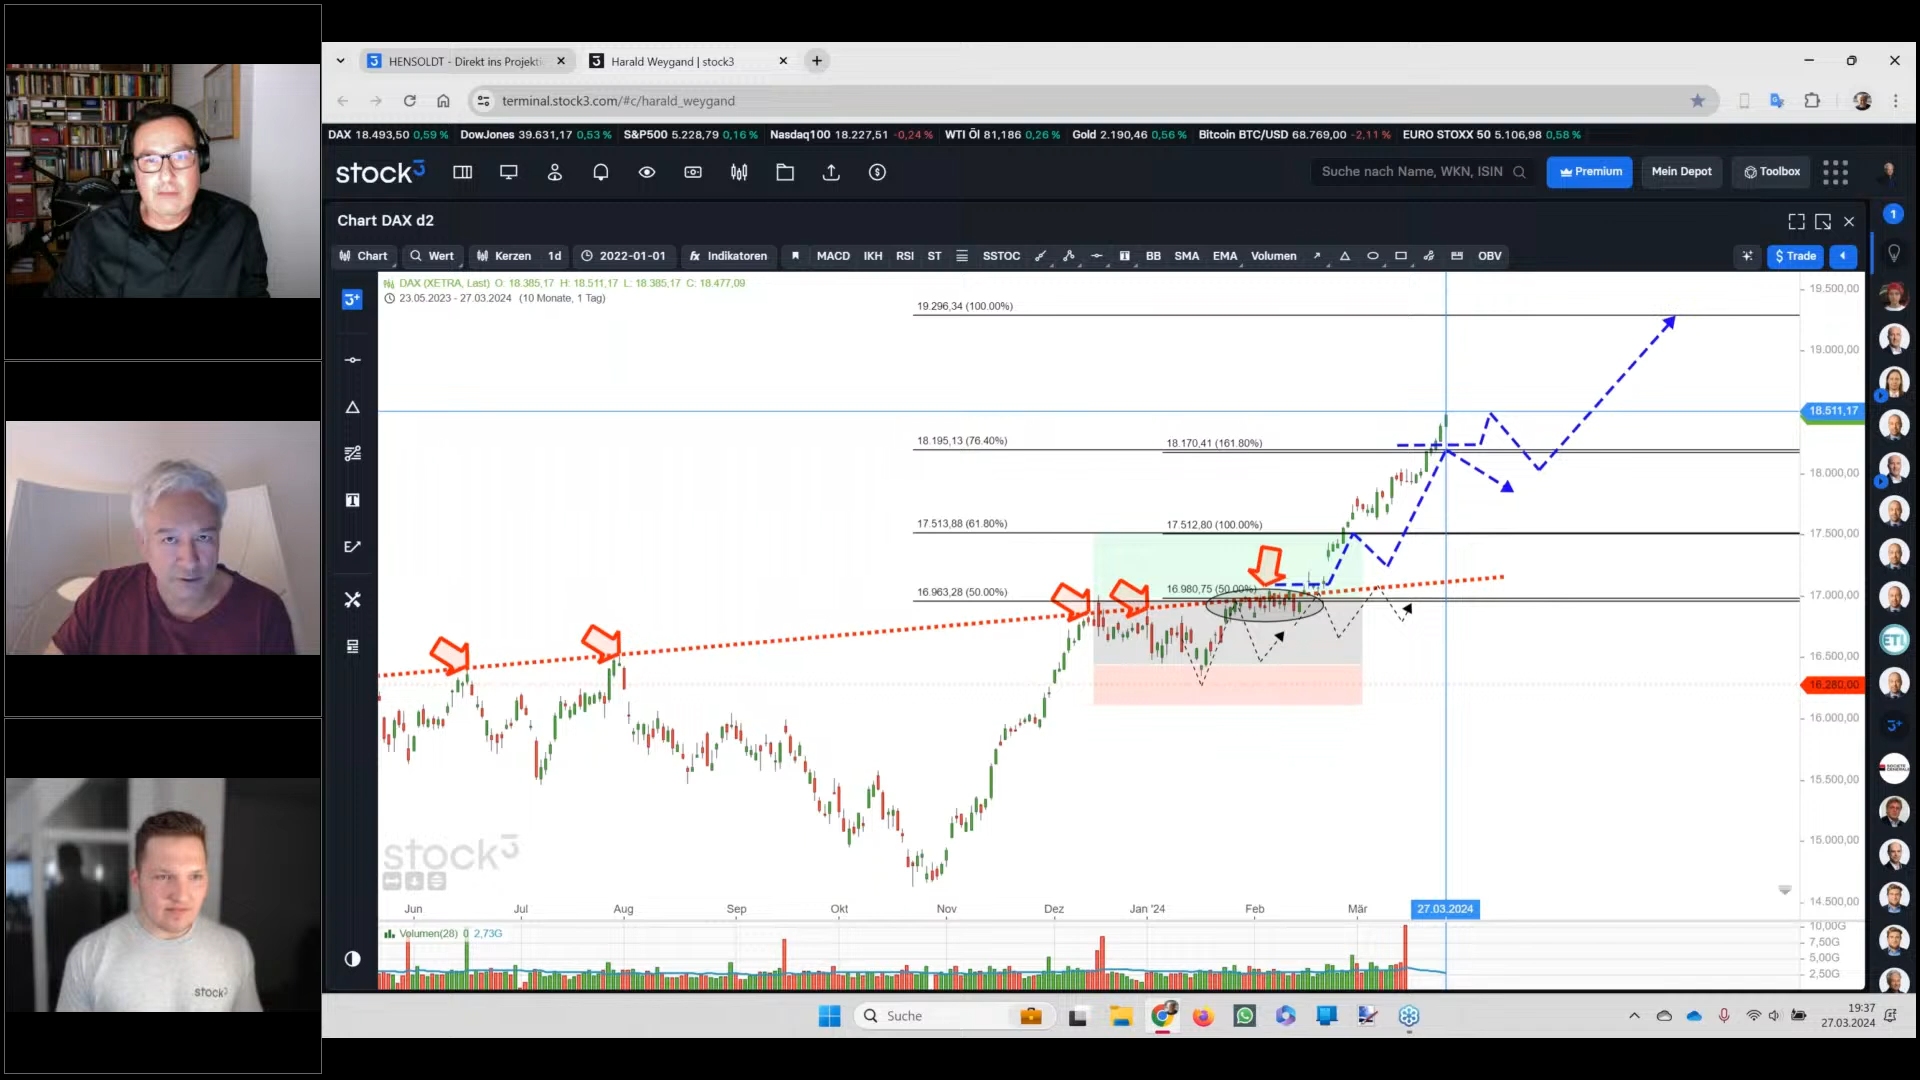 HENSOLDT - Direkt ins Projekti
Harald Weygand | stock3
terminal.stock3.com/#c/harald_weygand
DAX 18.493,50 0,59 % DowJones 39.631,17 0,53 % S&P500 5.228,79 0,16 % Nasdaq100 18.227,51 -0,24 % WTI Öl 81,186 0,26 % Gold 2.190,46 0,56 % Bitcoin BTC/USD 68.769,00 -2,11 % EURO STOXX 50 5.106,98 0,58 %
stock3 Suche nach Name, WKN, ISIN Premium Mein Depot Toolbox
Chart DAX d2
1
Chart Wert Kerzen 1d 2022-01-01 fx Indikatoren MACD IKH RSI ST SSTOC BB SMA EMA Volumen OBV $ Trade
DAX (XETRA, Last) O: 18.385,17 H: 18.511,17 L: 18.385,17 C: 18.477,09
23.05.2023 - 27.03.2024 (10 Monate, 1 Tag)
19.500,00
19.296,34 (100.00%)
19.000,00
18.511,17
18.195,13 (76.40%) 18.170,41 (161.80%)
18.000,00
17.513,88 (61.80%) 17.512,80 (100.00%)
17.500,00
16.963,28 (50.00%) 16.980,75 (50.00%)
17.000,00
16.500,00
16.280,00
16.000,00
15.500,00
15.000,00
14.500,00
stock3
Jun Jul Aug Sep Okt Nov Dez Jan '24 Feb Mär 27.03.2024
Volumen(28) 0 2,73G
10,00G
7,50G
5,00G
2,50G
ETL
stock3
Suche
19:37
27.03.2024